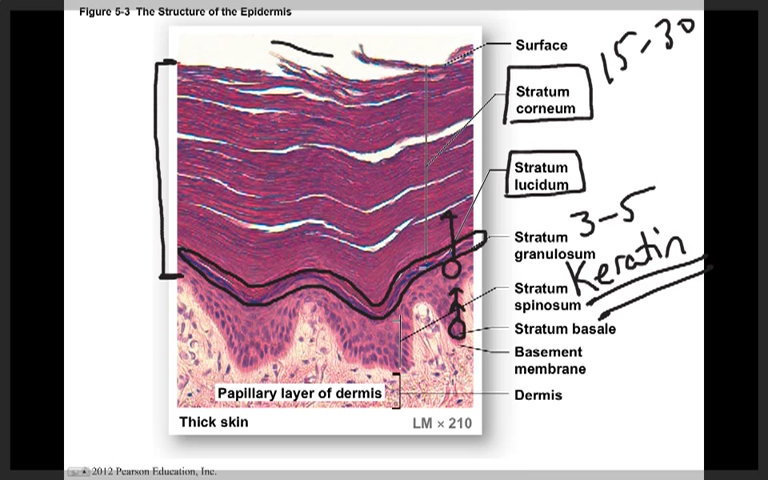 Figure 5-3 The Structure of the Epidermis
Surface
15-30
Stratum
corneum
Stratum
lucidum
3-5
Stratum
granulosum
Keratin
Stratum
spinosum
Stratum basale
Basement
membrane
Papillary layer of dermis
Dermis
Thick skin
LM × 210
2012 Pearson Education, Inc.